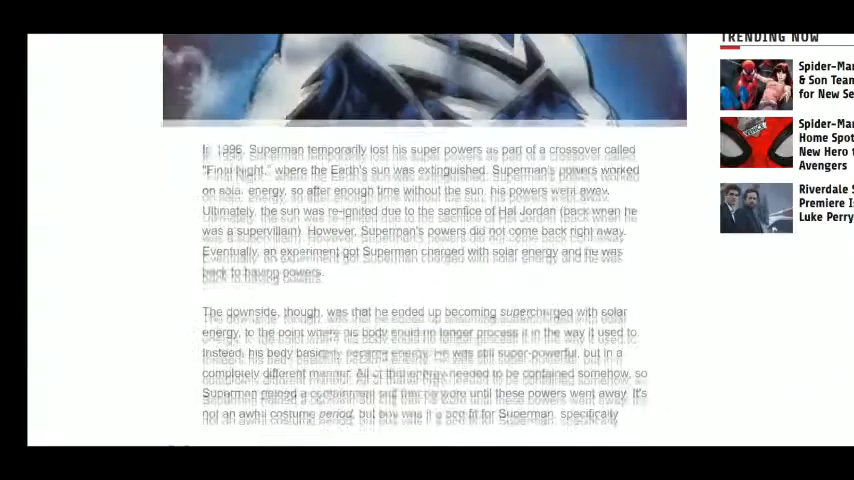 TRENDING NOW
Spider-Ma
& Son Tean
for New Se
Spider-Ma
Home Spot
New Hero t
Avengers
Riverdale S
Premiere I
Luke Perry
In 1996, Superman temporarily lost his super powers as part of a crossover called
"Final Night," where the Earth's sun was extinguished. Superman's powers worked
on solar energy, so after enough time without the sun, his powers went away.
Ultimately, the sun was re-ignited due to the sacrifice of Hal Jordan (back when he
was a supervillain). However, Superman's powers did not come back right away.
Eventually, an experiment got Superman charged with solar energy and he was
back to having powers.
The downside, though, was that he ended up becoming supercharged with solar
energy, to the point where his body could no longer process it in the way it used to.
Instead, his body basically became energy. He was still super-powerful, but in a
completely different manner. All of that energy needed to be contained somehow, so
Superman gained a containment suit that he wore until these powers went away. It's
not an awful costume period, but boy was it a bad fit for Superman, specifically